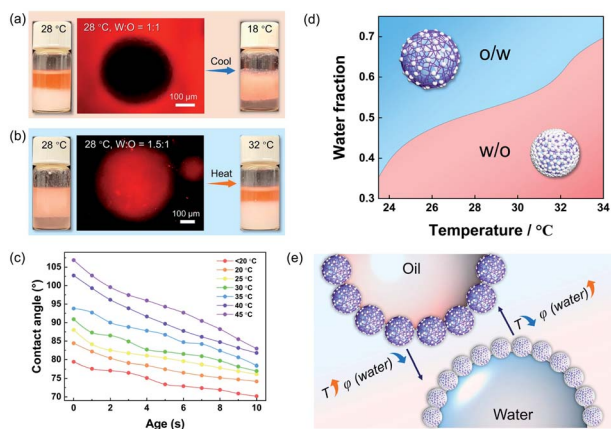 (a)
28 °C
28 °C, W:O = 1:1
100 μm
Cool
18 °C
(b)
28 °C
28 °C, W:O = 1.5:1
100 μm
Heat
32 °C
(c)
Contact angle (°)
105
100
95
90
85
80
75
70
<20 °C
20 °C
25 °C
30 °C
35 °C
40 °C
45 °C
0 2 4 6 8 10
Age (s)
(d)
Water fraction
0.7
0.6
0.5
0.4
0.3
o/w
w/o
24 26 28 30 32 34
Temperature / °C
(e)
Oil
T φ (water)
T φ (water)
Water